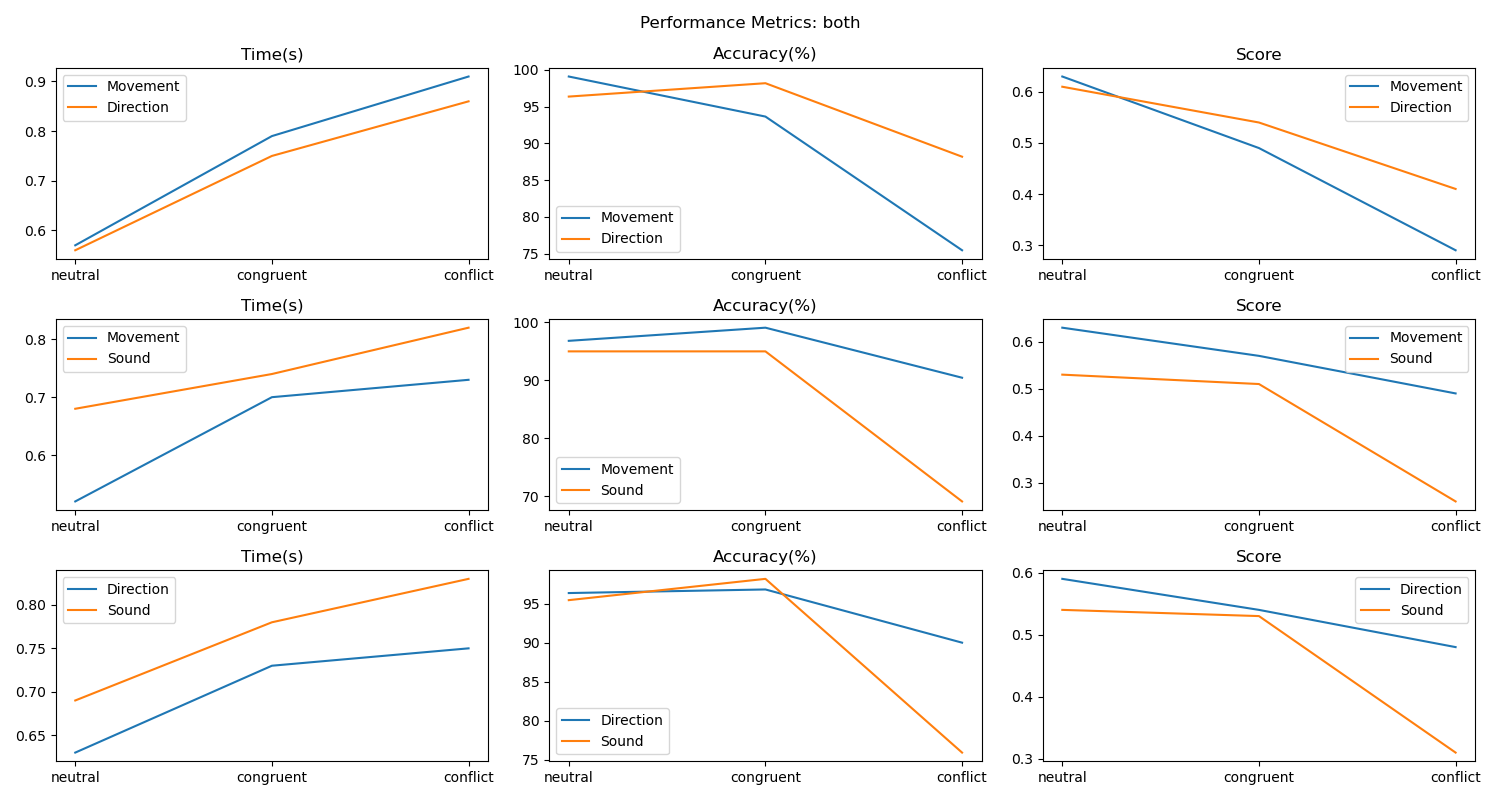 Performance Metrics: both
Time(s)
Accuracy(%)
Score
0.9
0.8
0.7
0.6
Movement
Direction
neutral
congruent
conflict
100
95
90
85
80
75
Movement
Direction
neutral
congruent
conflict
0.6
0.5
0.4
0.3
Movement
Direction
neutral
congruent
conflict
Time(s)
Accuracy(%)
Score
0.8
0.7
0.6
Movement
Sound
neutral
congruent
conflict
100
90
80
70
Movement
Sound
neutral
congruent
conflict
0.6
0.5
0.4
0.3
Movement
Sound
neutral
congruent
conflict
Time(s)
Accuracy(%)
Score
0.80
0.75
0.70
0.65
Direction
Sound
neutral
congruent
conflict
95
90
85
80
75
Direction
Sound
neutral
congruent
conflict
0.6
0.5
0.4
0.3
Direction
Sound
neutral
congruent
conflict